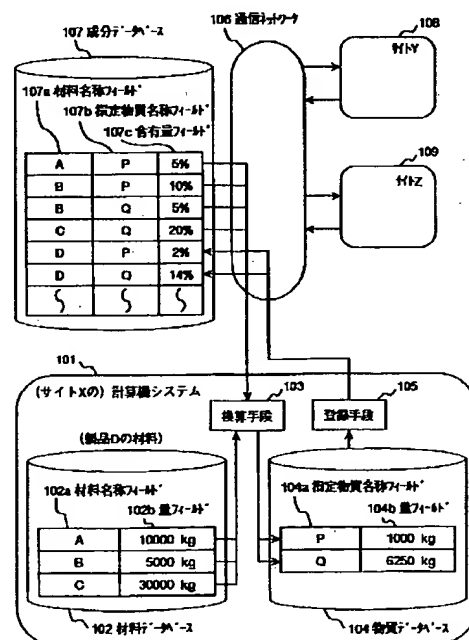 107 成分データベース
106 通信ネットワーク
108
サイトY
107a 材料名称フィールド
107b 指定物質名称フィールド
107c 含有量フィールド
A P 5%
B P 10%
B Q 5%
C Q 20%
D P 2%
D Q 14%
109
サイトZ
101
(サイトXの) 計算機システム
103
換算手段
105
登録手段
(製品Dの材料)
102a 材料名称フィールド
102b 量フィールド
A 10000 kg
B 5000 kg
C 30000 kg
102 材料データベース
104a 指定物質名称フィールド
104b 量フィールド
P 1000 kg
Q 6250 kg
104 物質データベース